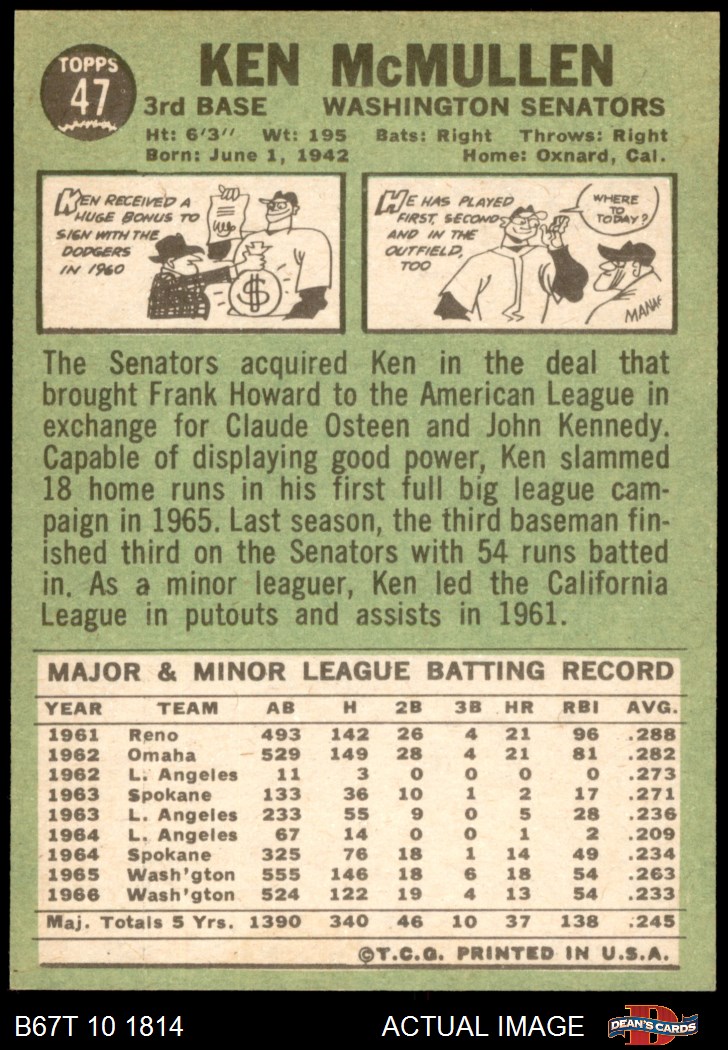 TOPPS
47
KEN McMULLEN
3rd BASE WASHINGTON SENATORS
Ht: 6'3'' Wt: 195 Bats: Right Throws: Right
Born: June 1, 1942 Home: Oxnard, Cal.
KEN RECEIVED A
HUGE BONUS TO
SIGN WITH THE
DODGERS
IN 1960
$
HE HAS PLAYED
FIRST, SECOND
AND IN THE
OUTFIELD,
TOO
WHERE
TO
TODAY?
The Senators acquired Ken in the deal that
brought Frank Howard to the American League in
exchange for Claude Osteen and John Kennedy.
Capable of displaying good power, Ken slammed
18 home runs in his first full big league cam-
paign in 1965. Last season, the third baseman fin-
ished third on the Senators with 54 runs batted
in. As a minor leaguer, Ken led the California
League in putouts and assists in 1961.
MAJOR & MINOR LEAGUE BATTING RECORD
YEAR TEAM AB H 2B 3B HR RBI AVG.
1961 Reno 493 142 26 4 21 96 .288
1962 Omaha 529 149 28 4 21 81 .282
1962 L. Angeles 11 3 0 0 0 0 .273
1963 Spokane 133 36 10 1 2 17 .271
1963 L. Angeles 233 55 9 0 5 28 .236
1964 L. Angeles 67 14 0 0 1 2 .209
1964 Spokane 325 76 18 1 14 49 .234
1965 Wash'gton 555 146 18 6 18 54 .263
1966 Wash'gton 524 122 19 4 13 54 .233
Maj. Totals 5 Yrs. 1390 340 46 10 37 138 .245
©T.C.G. PRINTED IN U.S.A.
B67T 10 1814 ACTUAL IMAGE DEAN'S CARDS